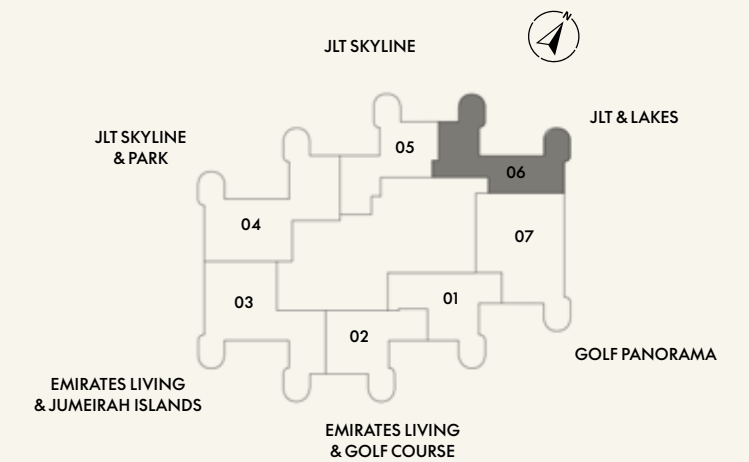 N
JLT SKYLINE
JLT & LAKES
JLT SKYLINE
& PARK
05
06
04
07
03
01
02
GOLF PANORAMA
EMIRATES LIVING
& JUMEIRAH ISLANDS
EMIRATES LIVING
& GOLF COURSE